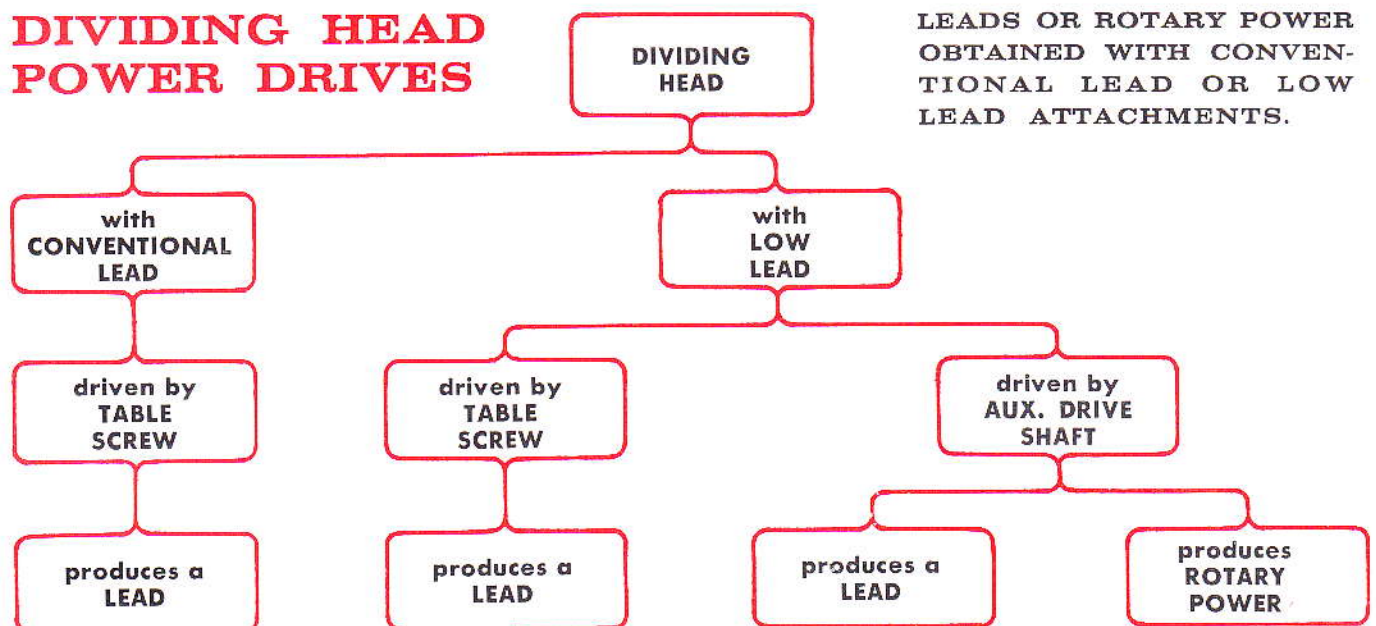 DIVIDING HEAD
POWER DRIVES
LEADS OR ROTARY POWER
OBTAINED WITH CONVEN-
TIONAL LEAD OR LOW
LEAD ATTACHMENTS.
DIVIDING
HEAD
with
CONVENTIONAL
LEAD
with
LOW
LEAD
driven by
TABLE
SCREW
driven by
TABLE
SCREW
driven by
AUX. DRIVE
SHAFT
produces a
LEAD
produces a
LEAD
produces a
LEAD
produces
ROTARY
POWER